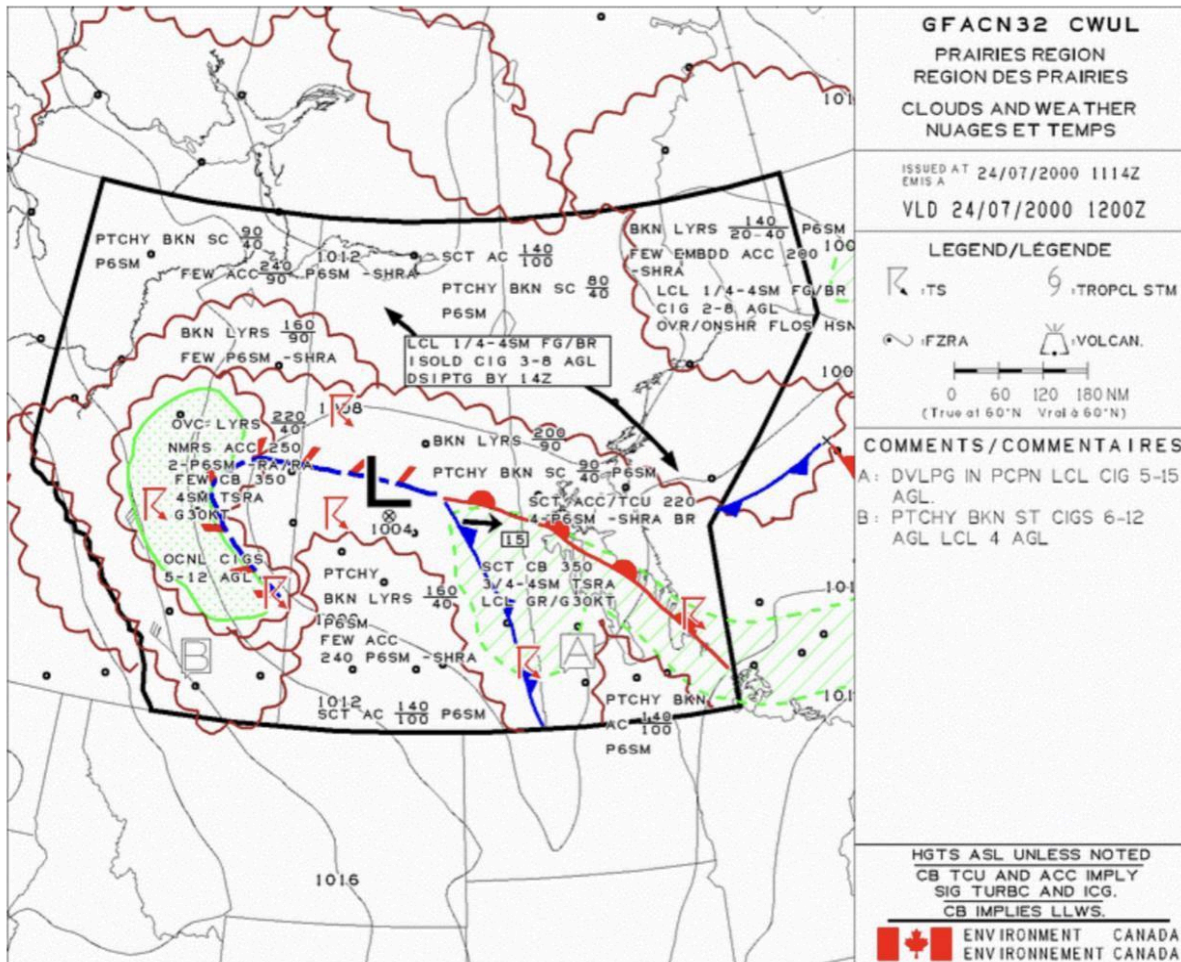 GFACN32 CWUL
PRAIRIES REGION
REGION DES PRAIRIES
CLOUDS AND WEATHER
NUAGES ET TEMPS
ISSUED AT 24/07/2000 1114Z
EMIS A
VLD 24/07/2000 1200Z
LEGEND/LÉGENDE
:TS
:TROPCL STM
:FZRA
:VOLCAN.
0 60 120 180 NM
(True at 60°N Vrai à 60°N)
COMMENTS/COMMENTAIRES
A: DVLPG IN PCPN LCL CIG 5-15
AGL.
B: PTCHY BKN ST CIGS 6-12
AGL LCL 4 AGL
HGTS ASL UNLESS NOTED
CB TCU AND ACC IMPLY
SIG TURBC AND ICG.
CB IMPLIES LLWS.
ENVIRONMENT CANADA
ENVIRONNEMENT CANADA
PTCHY BKN SC 90/40
P6SM
1012
FEW ACC 240/90 P6SM -SHRA
SCT AC 140/100
PTCHY BKN SC 80/40
P6SM
BKN LYRS 140/20-40 P6SM
FEW EMBDD ACC 200
-SHRA
LCL 1/4-4SM FG/BR
CIG 2-8 AGL
OVR/ONSHR FLOS HSN
BKN LYRS 160/90
FEW P6SM -SHRA
LCL 1/4-4SM FG/BR
ISOLD CIG 3-8 AGL
DSIPTG BY 14Z
OVC LYRS 220/40
NMRS ACC 250
2-P6SM -RA/RA
FEW CB 350
4SM TSRA
G30KT
OCNL CIGS
5-12 AGL
BKN LYRS 200/90
PTCHY BKN SC 90/40 P6SM
SCT ACC/TCU 220
4-P6SM -SHRA BR
L
1004
15
SCT CB 350
3/4-4SM TSRA
LCL GR/G30KT
PTCHY
BKN LYRS 160/40
P6SM
FEW ACC
240 P6SM -SHRA
B
A
1012
SCT AC 140/100 P6SM
PTCHY BKN
AC 140/100
P6SM
1016